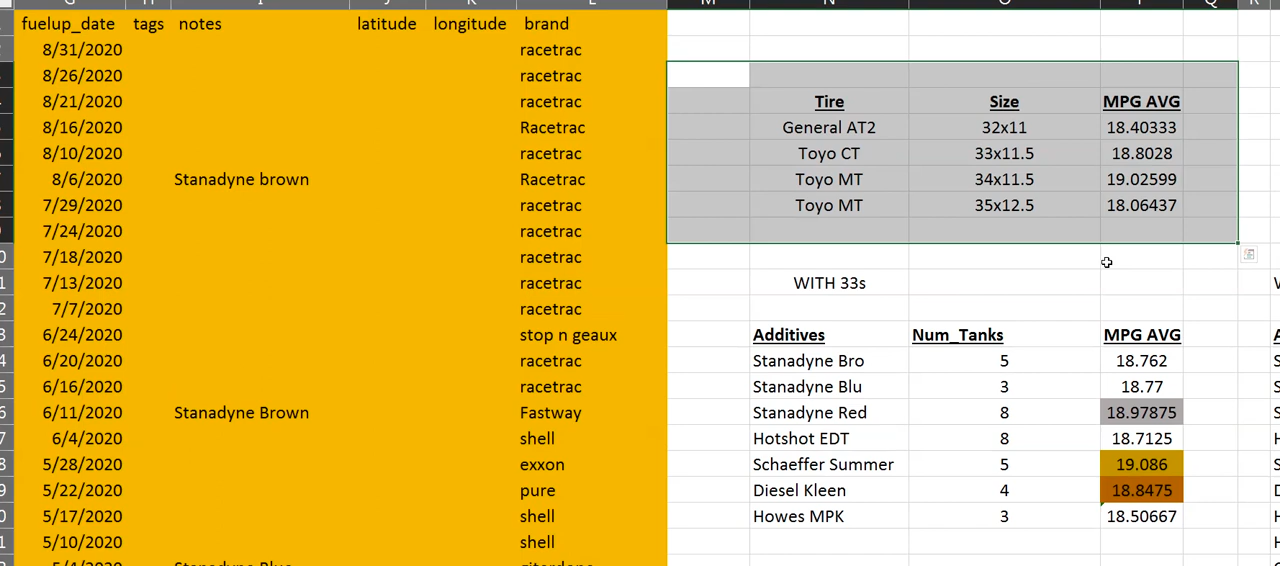 fuelup_date tags notes latitude longitude brand
8/31/2020 racetrac
8/26/2020 racetrac
8/21/2020 racetrac Tire Size MPG AVG
8/16/2020 Racetrac General AT2 32x11 18.40333
8/10/2020 racetrac Toyo CT 33x11.5 18.8028
8/6/2020 Stanadyne brown Racetrac Toyo MT 34x11.5 19.02599
7/29/2020 racetrac Toyo MT 35x12.5 18.06437
7/24/2020 racetrac
7/18/2020 racetrac
7/13/2020 racetrac WITH 33s
7/7/2020 racetrac
6/24/2020 stop n geaux Additives Num_Tanks MPG AVG
6/20/2020 racetrac Stanadyne Bro 5 18.762
6/16/2020 racetrac Stanadyne Blu 3 18.77
6/11/2020 Stanadyne Brown Fastway Stanadyne Red 8 18.97875
6/4/2020 shell Hotshot EDT 8 18.7125
5/28/2020 exxon Schaeffer Summer 5 19.086
5/22/2020 pure Diesel Kleen 4 18.8475
5/17/2020 shell Howes MPK 3 18.50667
5/10/2020 shell